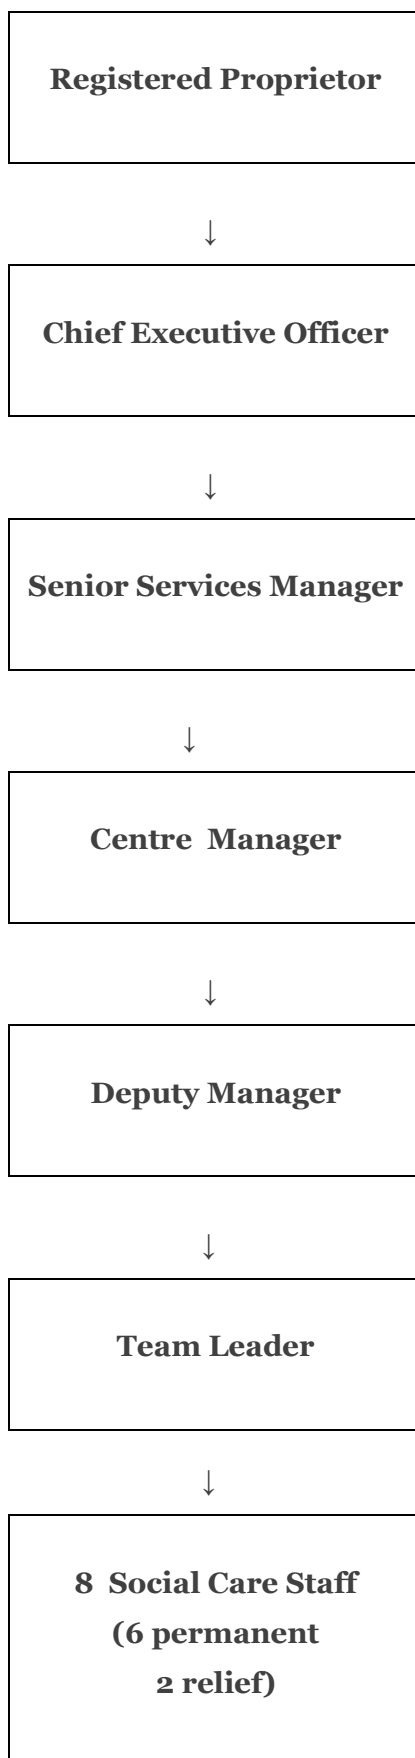 Registered Proprietor
↓
Chief Executive Officer
↓
Senior Services Manager
↓
Centre  Manager
↓
Deputy Manager
↓
Team Leader
↓
8  Social Care Staff
(6 permanent
2 relief)